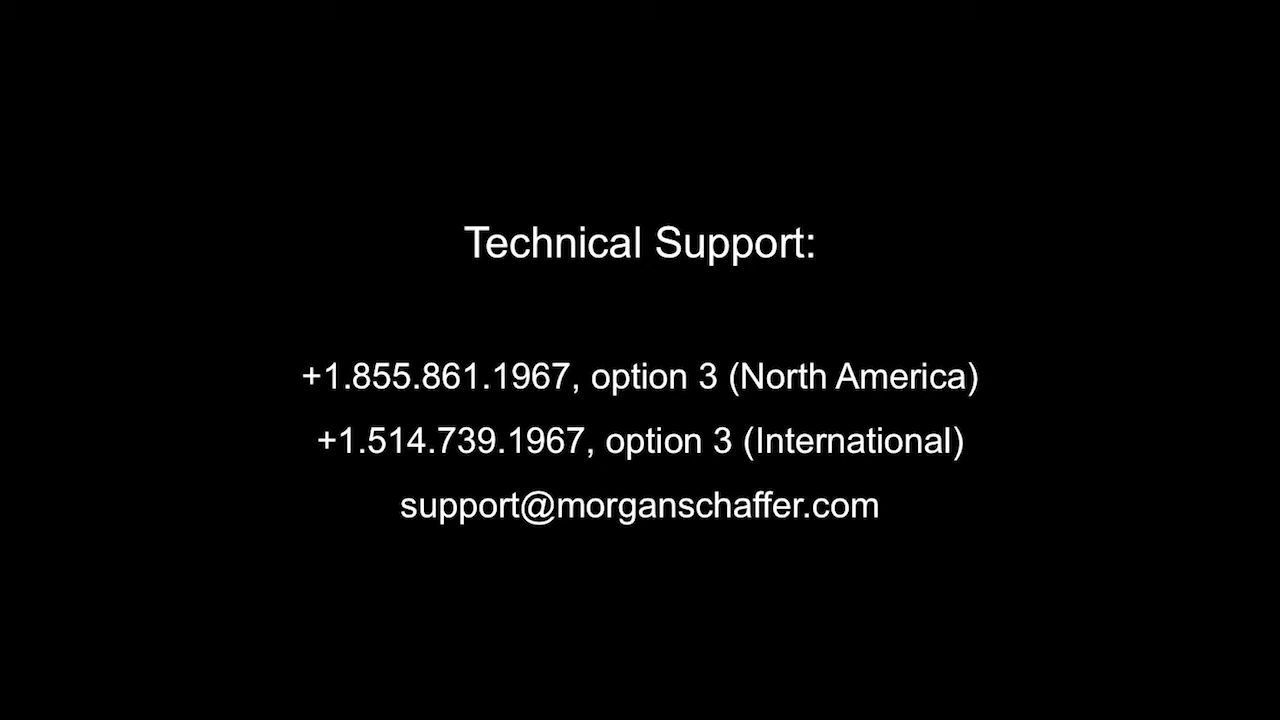 Technical Support:
+1.855.861.1967, option 3 (North America)
+1.514.739.1967, option 3 (International)
support@morganschaffer.com